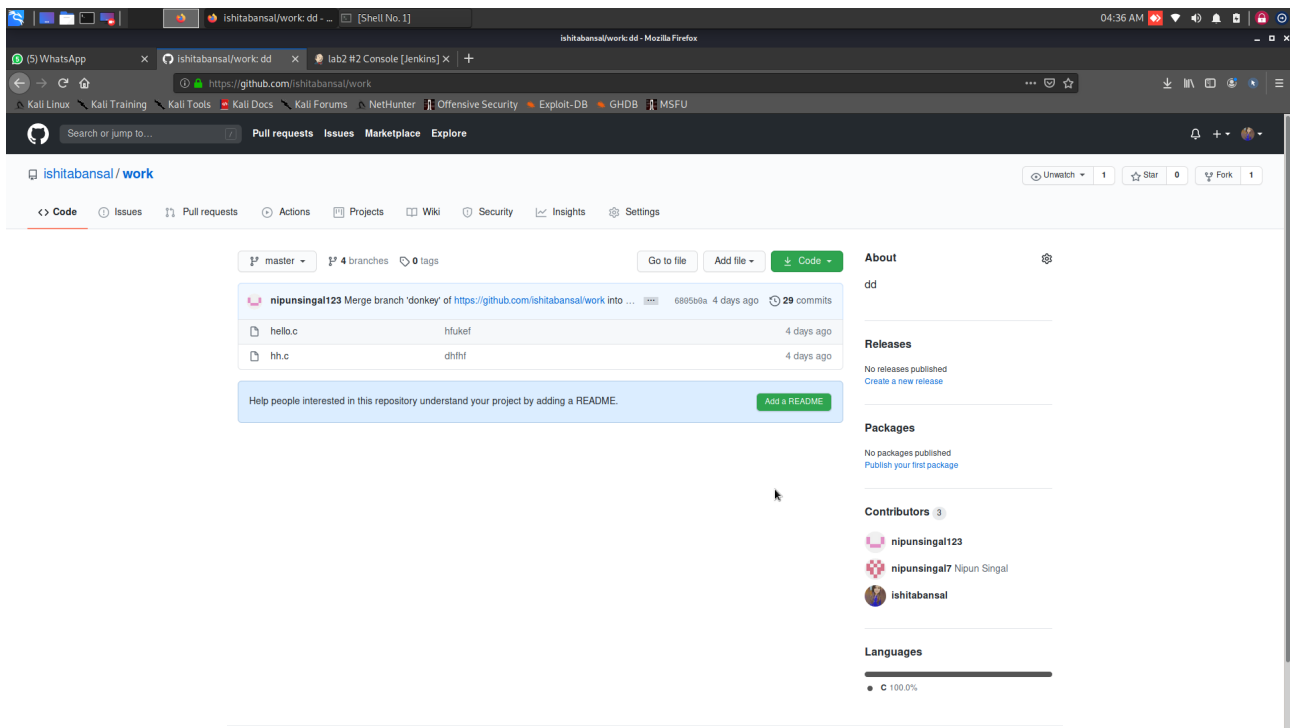 ishitabansal/work: dd - ... [Shell No. 1] 04:36 AM
ishitabansal/work: dd - Mozilla Firefox
(5) WhatsApp ishitabansal/work: dd lab2 #2 Console [Jenkins]
https://github.com/ishitabansal/work
Kali Linux Kali Training Kali Tools Kali Docs Kali Forums NetHunter Offensive Security Exploit-DB GHDB MSFU
Search or jump to... / Pull requests Issues Marketplace Explore
ishitabansal / work Unwatch 1 Star 0 Fork 1
Code Issues Pull requests Actions Projects Wiki Security Insights Settings
master 4 branches 0 tags Go to file Add file Code
nipunsingal123 Merge branch 'donkey' of https://github.com/ishitabansal/work into ... 6805b0a 4 days ago 29 commits
hello.c hfukef 4 days ago
hh.c dhfhf 4 days ago
Help people interested in this repository understand your project by adding a README. Add a README
About
dd
Releases
No releases published
Create a new release
Packages
No packages published
Publish your first package
Contributors 3
nipunsingal123
nipunsingal7 Nipun Singal
ishitabansal
Languages
C 100.0%